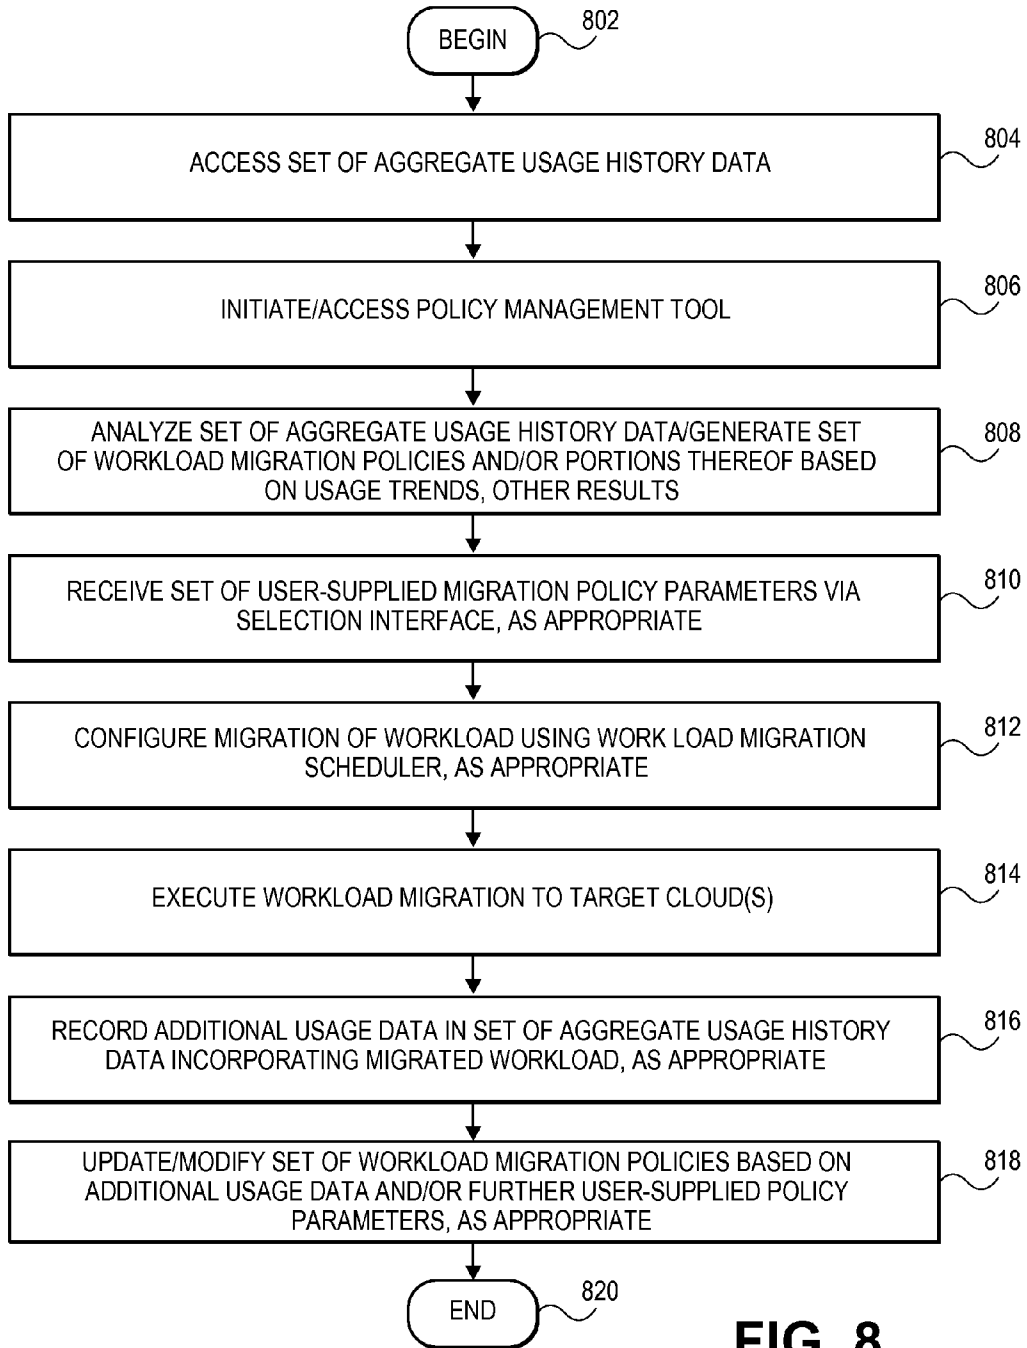 BEGIN
802
ACCESS SET OF AGGREGATE USAGE HISTORY DATA
804
INITIATE/ACCESS POLICY MANAGEMENT TOOL
806
ANALYZE SET OF AGGREGATE USAGE HISTORY DATA/GENERATE SET
OF WORKLOAD MIGRATION POLICIES AND/OR PORTIONS THEREOF BASED
ON USAGE TRENDS, OTHER RESULTS
808
RECEIVE SET OF USER-SUPPLIED MIGRATION POLICY PARAMETERS VIA
SELECTION INTERFACE, AS APPROPRIATE
810
CONFIGURE MIGRATION OF WORKLOAD USING WORK LOAD MIGRATION
SCHEDULER, AS APPROPRIATE
812
EXECUTE WORKLOAD MIGRATION TO TARGET CLOUD(S)
814
RECORD ADDITIONAL USAGE DATA IN SET OF AGGREGATE USAGE HISTORY
DATA INCORPORATING MIGRATED WORKLOAD, AS APPROPRIATE
816
UPDATE/MODIFY SET OF WORKLOAD MIGRATION POLICIES BASED ON
ADDITIONAL USAGE DATA AND/OR FURTHER USER-SUPPLIED POLICY
PARAMETERS, AS APPROPRIATE
818
END
820
FIG. 8